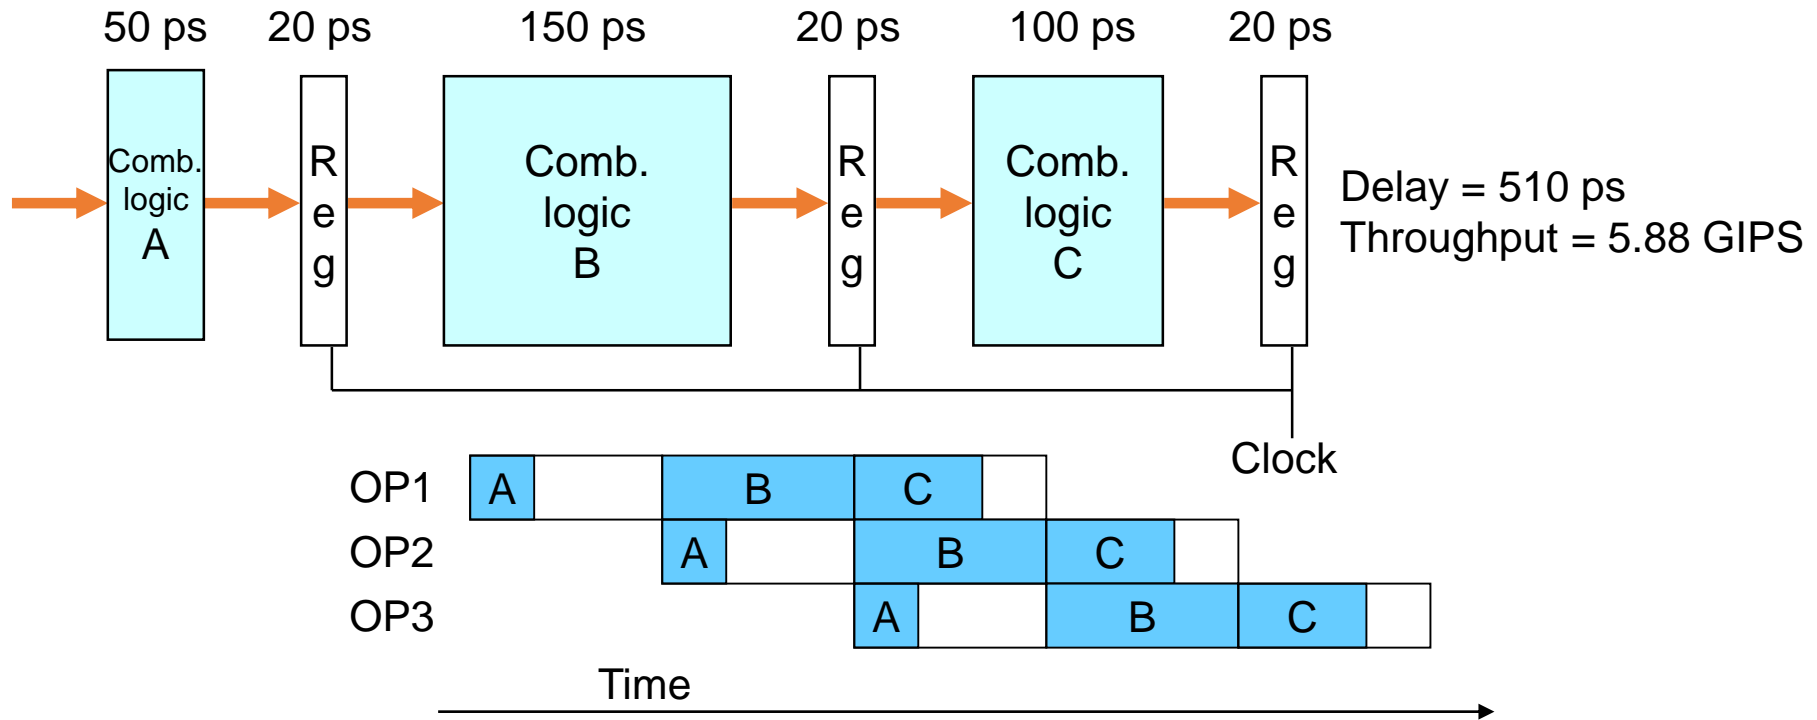 50 ps 20 ps 150 ps 20 ps 100 ps 20 ps
Comb.
logic
A
R
e
g
Comb.
logic
B
R
e
g
Comb.
logic
C
R
e
g
Delay = 510 ps
Throughput = 5.88 GIPS
Clock
OP1 A B C
OP2 A B C
OP3 A B C
Time